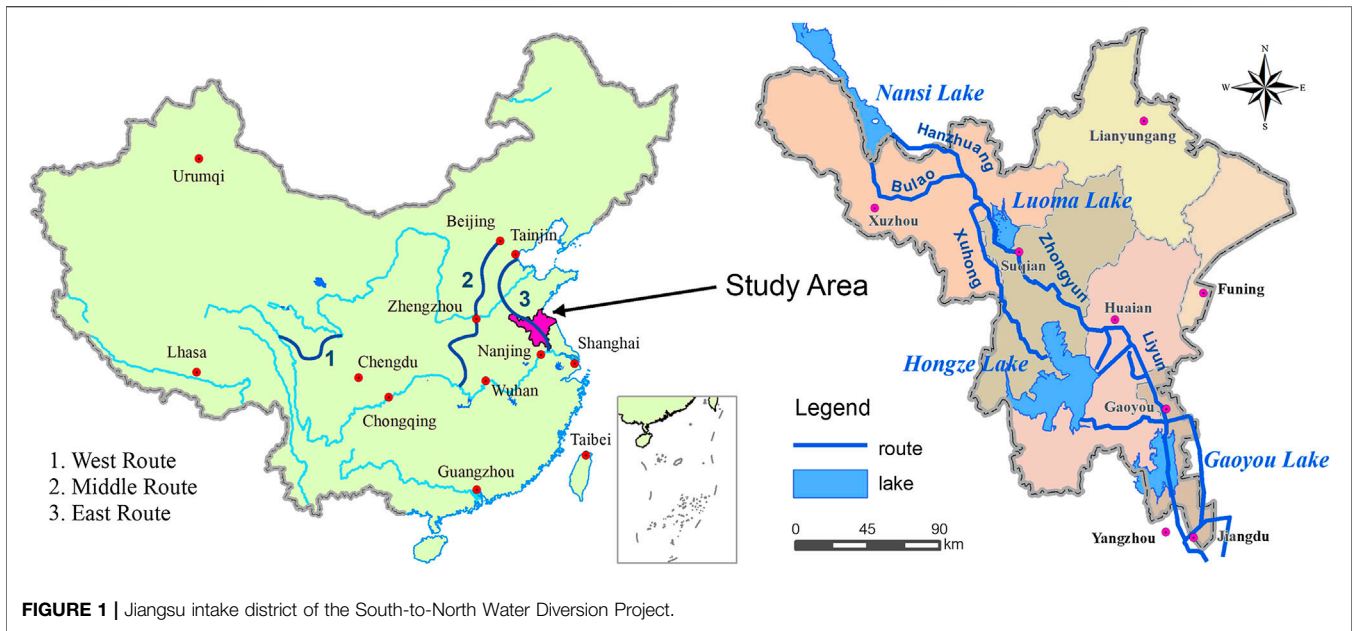 Urumqi
Beijing
Tainjin
2
3
Zhengzhou
Study Area
Lhasa
1
Chengdu
Nanjing
Shanghai
Wuhan
Chongqing
Taibei
Guangzhou
1. West Route
2. Middle Route
3. East Route
Nansi Lake
Hanzhuang
Lianyungang
N
W
E
S
Bulao
Luoma Lake
Xuzhou
Xuhong
Suqian
Zhongyun
Huaian
Funing
Liyun
Hongze Lake
Gaoyou
Gaoyou Lake
Yangzhou
Jiangdu
Legend
route
lake
0 45 90
km
FIGURE 1 | Jiangsu intake district of the South-to-North Water Diversion Project.